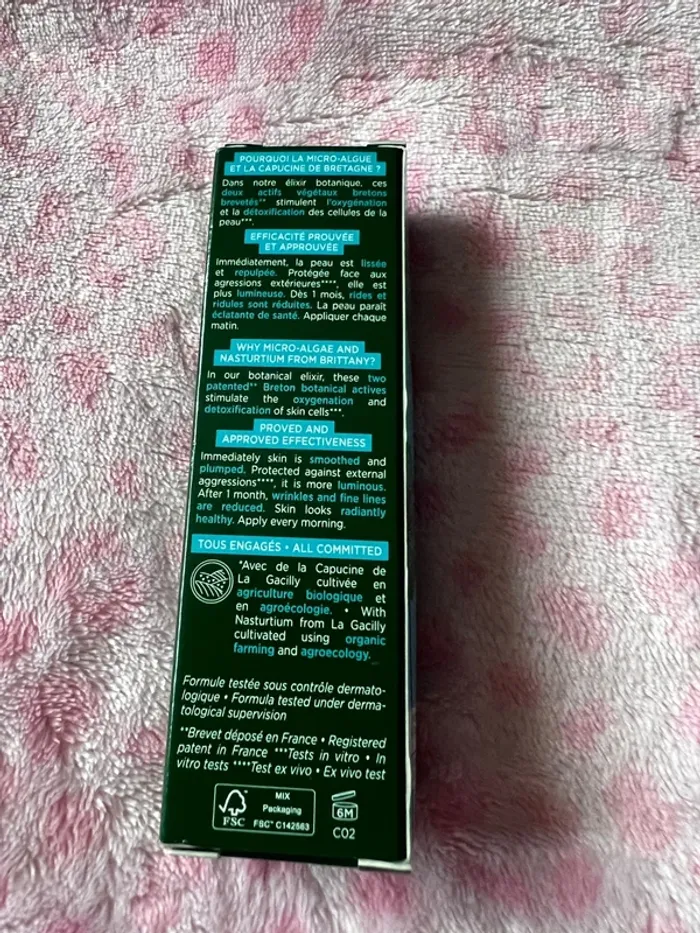 POURQUOI LA MICRO-ALGUE
ET LA CAPUCINE DE BRETAGNE ?
Dans notre élixir botanique, ces
deux actifs végétaux bretons
brevetés** stimulent l'oxygénation
et la détoxification des cellules de la
peau***.
EFFICACITÉ PROUVÉE
ET APPROUVÉE
Immédiatement, la peau est lissée
et repulpée. Protégée face aux
agressions extérieures****, elle est
plus lumineuse. Dès 1 mois, rides et
ridules sont réduites. La peau paraît
éclatante de santé. Appliquer chaque
matin.
WHY MICRO-ALGAE AND
NASTURTIUM FROM BRITTANY?
In our botanical elixir, these two
patented** Breton botanical actives
stimulate the oxygenation and
detoxification of skin cells***.
PROVED AND
APPROVED EFFECTIVENESS
Immediately skin is smoothed and
plumped. Protected against external
aggressions****, it is more luminous.
After 1 month, wrinkles and fine lines
are reduced. Skin looks radiantly
healthy. Apply every morning.
TOUS ENGAGÉS • ALL COMMITTED
*Avec de la Capucine de
La Gacilly cultivée en
agriculture biologique et
en agroécologie. • With
Nasturtium from La Gacilly
cultivated using organic
farming and agroecology.
Formule testée sous contrôle dermato-
logique • Formula tested under derma-
tological supervision
**Brevet déposé en France • Registered
patent in France ***Tests in vitro • In
vitro tests ****Test ex vivo • Ex vivo test
FSC
MIX
Packaging
FSC™ C142563
6M
C02